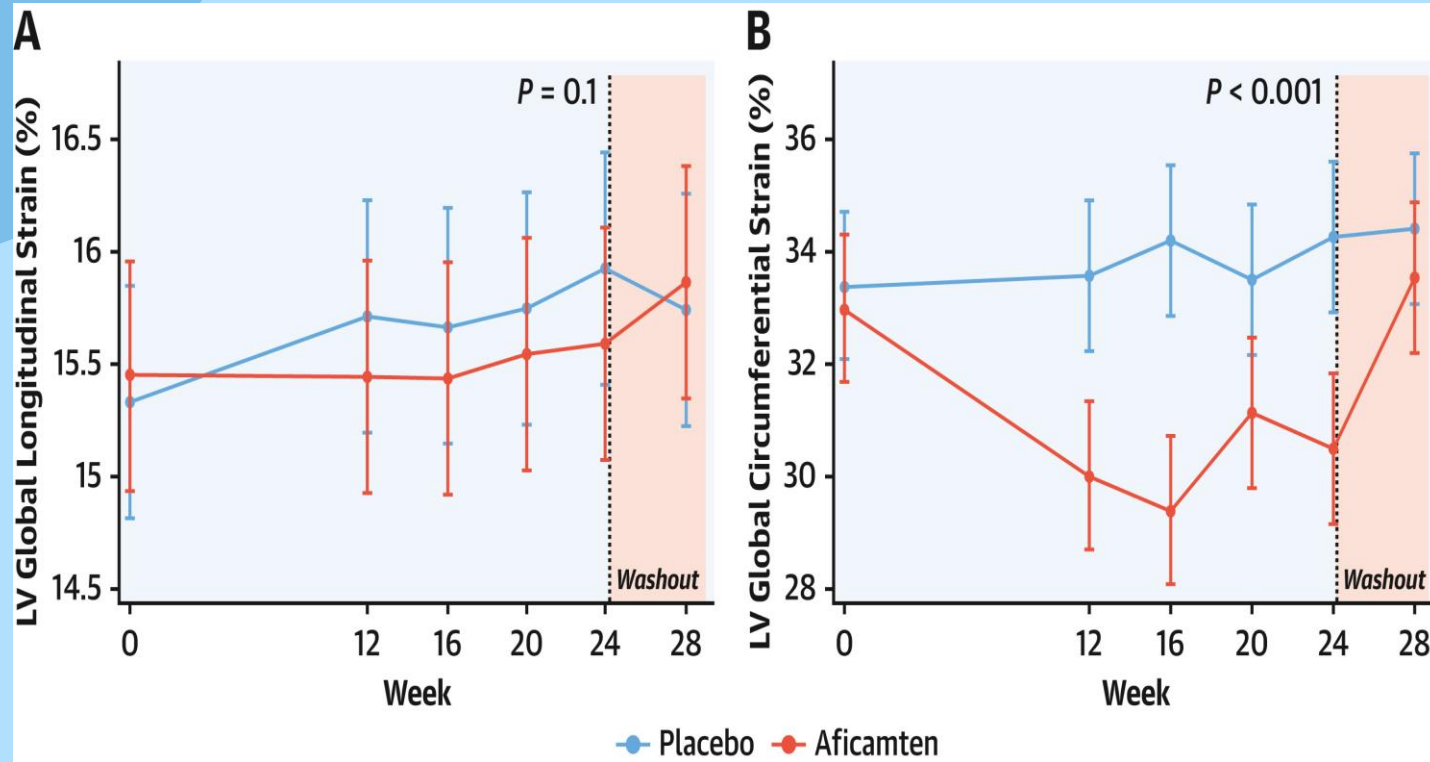 A
LV Global Longitudinal Strain (%)
16.5
16
15.5
15
14.5
P = 0.1
Washout
0 12 16 20 24 28
Week
B
LV Global Circumferential Strain (%)
36
34
32
30
28
P < 0.001
Washout
0 12 16 20 24 28
Week
Placebo Aficamten